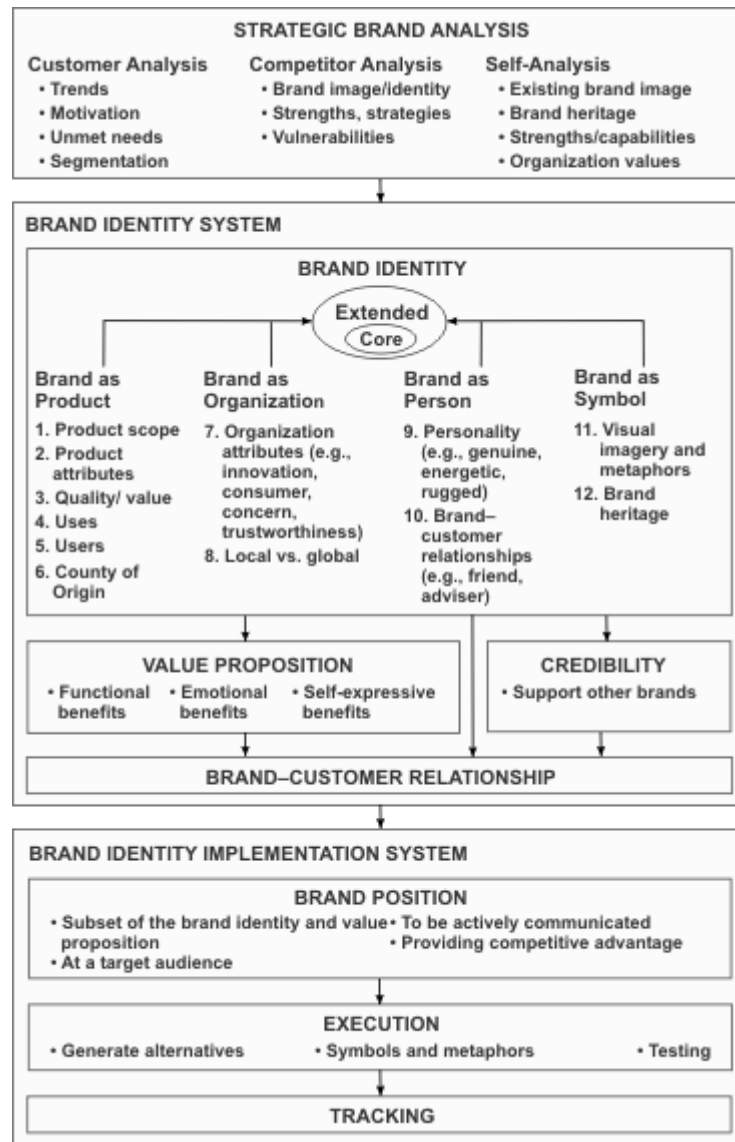 STRATEGIC BRAND ANALYSIS
Customer Analysis
• Trends
• Motivation
• Unmet needs
• Segmentation
Competitor Analysis
• Brand image/identity
• Strengths, strategies
• Vulnerabilities
Self-Analysis
• Existing brand image
• Brand heritage
• Strengths/capabilities
• Organization values
BRAND IDENTITY SYSTEM
BRAND IDENTITY
Extended
Core
Brand as
Product
1. Product scope
2. Product
attributes
3. Quality/ value
4. Uses
5. Users
6. County of
Origin
Brand as
Organization
7. Organization
attributes (e.g.,
innovation,
consumer,
concern,
trustworthiness)
8. Local vs. global
Brand as
Person
9. Personality
(e.g., genuine,
energetic,
rugged)
10. Brand–
customer
relationships
(e.g., friend,
adviser)
Brand as
Symbol
11. Visual
imagery and
metaphors
12. Brand
heritage
VALUE PROPOSITION
• Functional
benefits
• Emotional
benefits
• Self-expressive
benefits
CREDIBILITY
• Support other brands
BRAND–CUSTOMER RELATIONSHIP
BRAND IDENTITY IMPLEMENTATION SYSTEM
BRAND POSITION
• Subset of the brand identity and value
proposition
• At a target audience
• To be actively communicated
• Providing competitive advantage
EXECUTION
• Generate alternatives
• Symbols and metaphors
• Testing
TRACKING